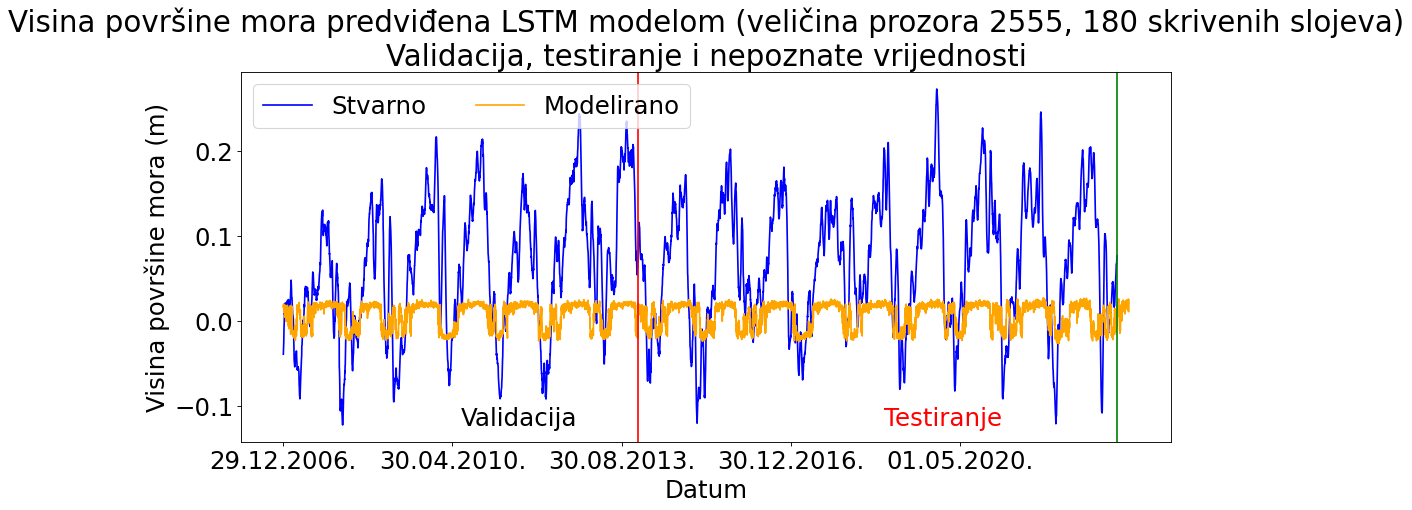 Visina površine mora predviđena LSTM modelom (veličina prozora 2555, 180 skrivenih slojeva)
Validacija, testiranje i nepoznate vrijednosti
Stvarno
Modelirano
Visina površine mora (m)
0.2
0.1
0.0
−0.1
Validacija
Testiranje
29.12.2006.
30.04.2010.
30.08.2013.
30.12.2016.
01.05.2020.
Datum